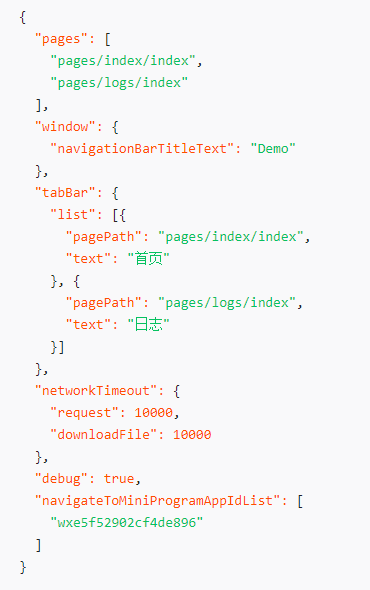 {
  "pages": [
    "pages/index/index",
    "pages/logs/index"
  ],
  "window": {
    "navigationBarTitleText": "Demo"
  },
  "tabBar": {
    "list": [{
      "pagePath": "pages/index/index",
      "text": "首页"
    }, {
      "pagePath": "pages/logs/index",
      "text": "日志"
    }]
  },
  "networkTimeout": {
    "request": 10000,
    "downloadFile": 10000
  },
  "debug": true,
  "navigateToMiniProgramAppIdList": [
    "wxe5f52902cf4de896"
  ]
}